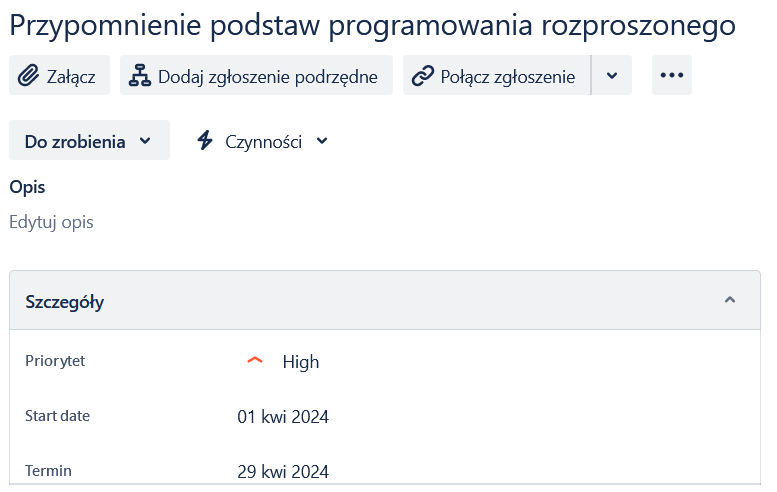 Przypomnienie podstaw programowania rozproszonego
Załącz Dodaj zgłoszenie podrzędne Połącz zgłoszenie
Do zrobienia Czynności
Opis
Edytuj opis
Szczegóły
Priorytet High
Start date 01 kwi 2024
Termin 29 kwi 2024